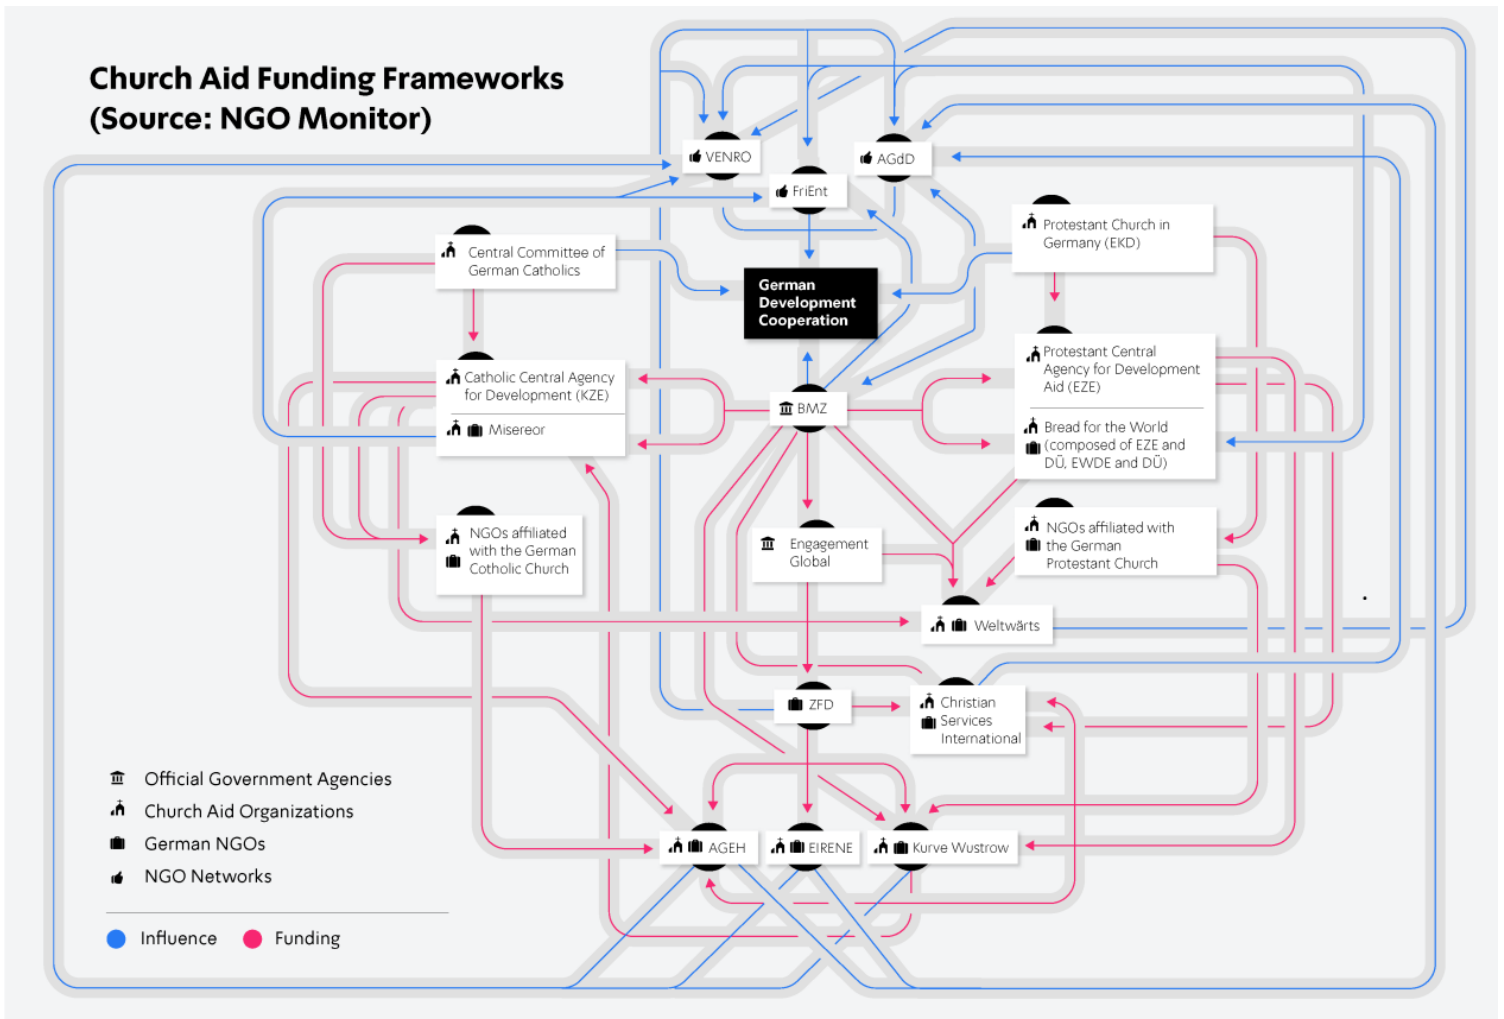 Church Aid Funding Frameworks
(Source: NGO Monitor)
VENRO
AGdD
FriEnt
Central Committee of
German Catholics
Protestant Church in
Germany (EKD)
German
Development
Cooperation
Catholic Central Agency
for Development (KZE)
Misereor
BMZ
Protestant Central
Agency for Development
Aid (EZE)
Bread for the World
(composed of EZE and
DÜ, EWDE and DÜ)
NGOs affiliated
with the German
Cotholic Church
Engagement
Global
NGOs affiliated with
the German
Protestant Church
Weltwärts
ZFD
Christian
Services
International
AGEH
EIRENE
Kurve Wustrow
Official Government Agencies
Church Aid Organizations
German NGOs
NGO Networks
Influence
Funding